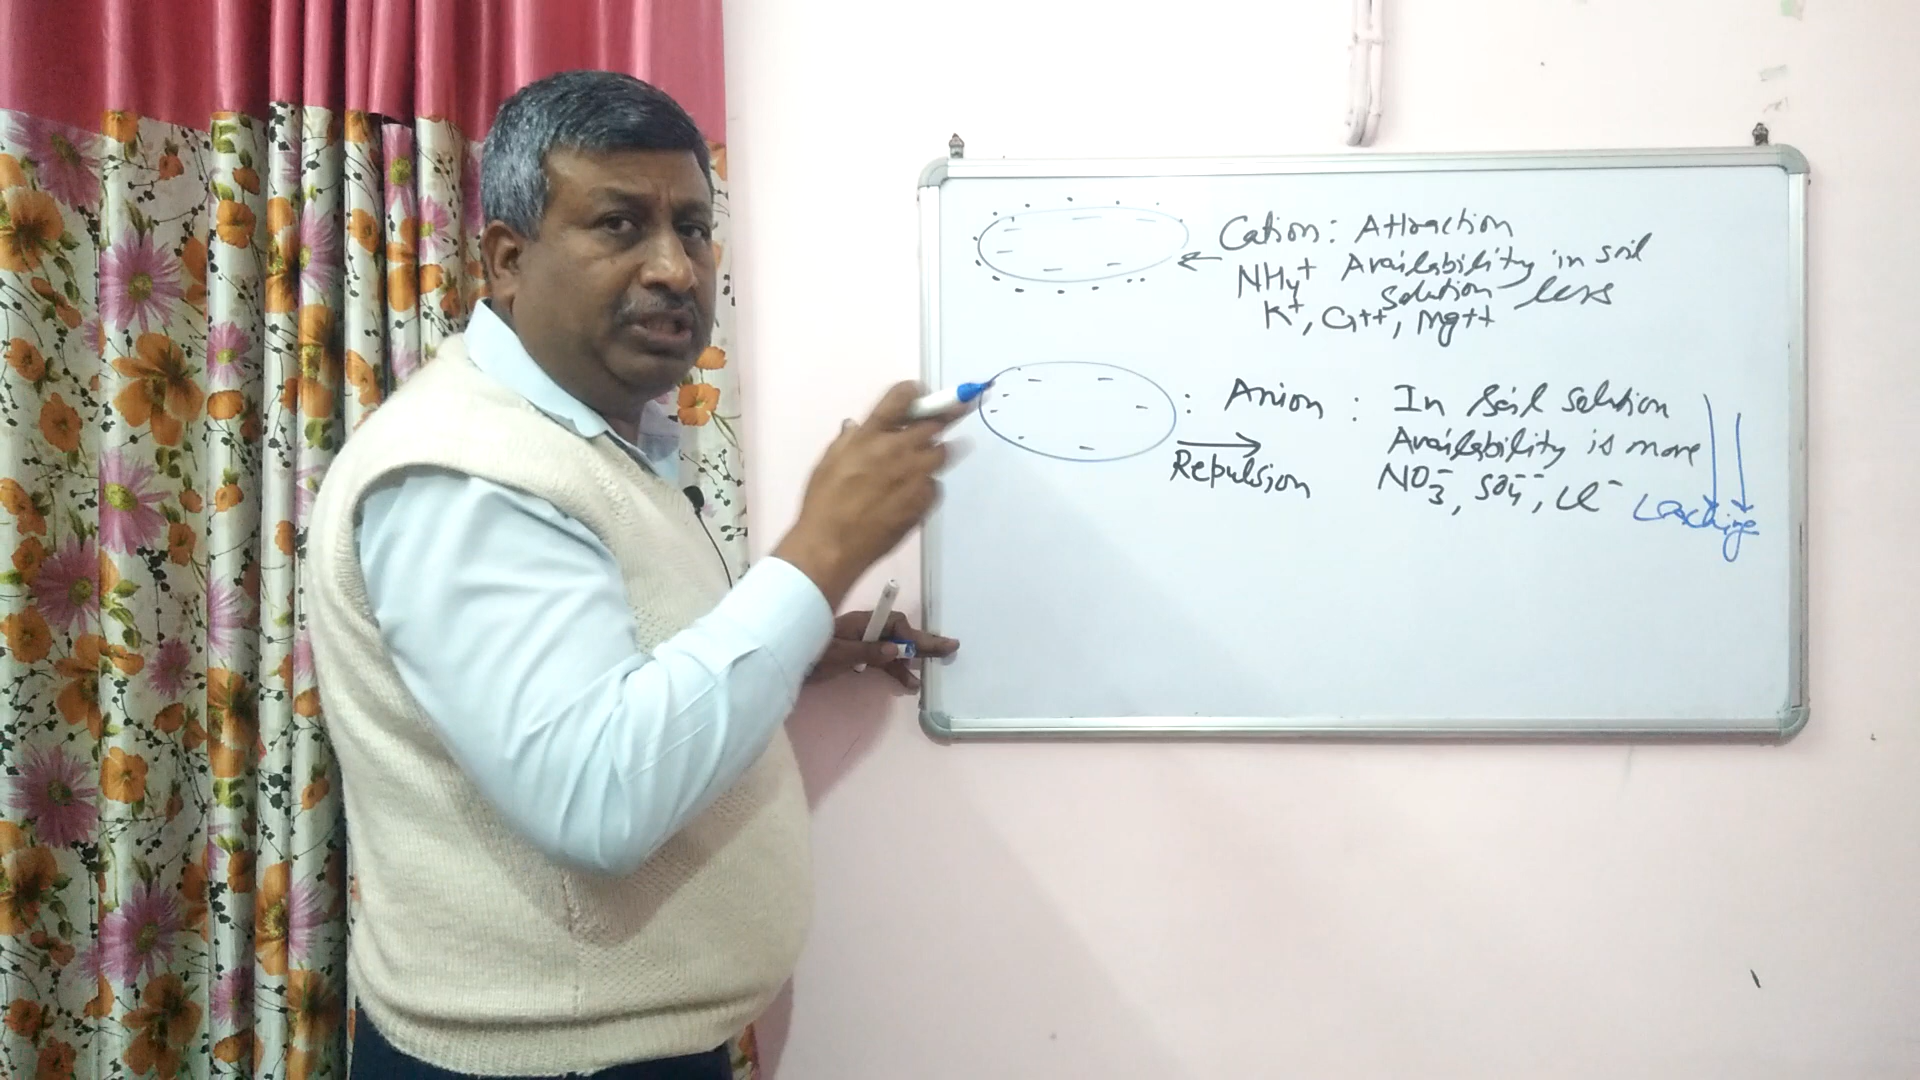 Cation: Attraction
NH4+ Availability in soil
solution less
K+, Ca++, Mg++
: Anion : In Soil solution
Availability is more
Repulsion NO3-, SO4--, Cl- Leaching